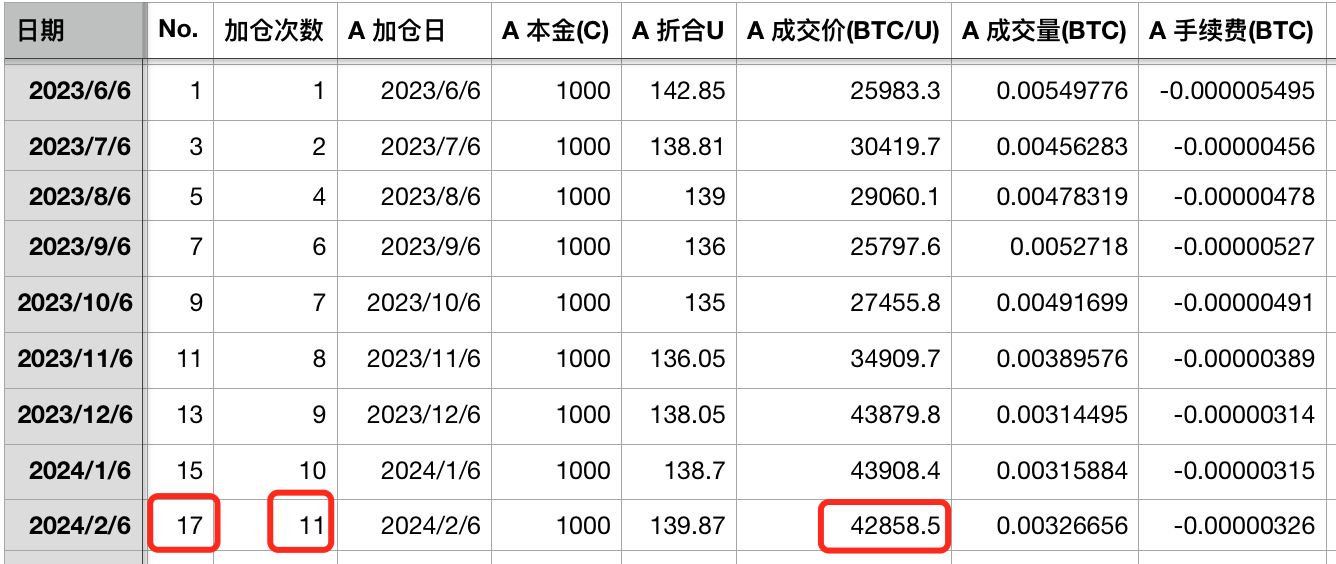 日期 No. 加仓次数 A 加仓日 A 本金(C) A 折合U A 成交价(BTC/U) A 成交量(BTC) A 手续费(BTC)
2023/6/6 1 1 2023/6/6 1000 142.85 25983.3 0.00549776 -0.000005495
2023/7/6 3 2 2023/7/6 1000 138.81 30419.7 0.00456283 -0.00000456
2023/8/6 5 4 2023/8/6 1000 139 29060.1 0.00478319 -0.00000478
2023/9/6 7 6 2023/9/6 1000 136 25797.6 0.0052718 -0.00000527
2023/10/6 9 7 2023/10/6 1000 135 27455.8 0.00491699 -0.00000491
2023/11/6 11 8 2023/11/6 1000 136.05 34909.7 0.00389576 -0.00000389
2023/12/6 13 9 2023/12/6 1000 138.05 43879.8 0.00314495 -0.00000314
2024/1/6 15 10 2024/1/6 1000 138.7 43908.4 0.00315884 -0.00000315
2024/2/6 17 11 2024/2/6 1000 139.87 42858.5 0.00326656 -0.00000326